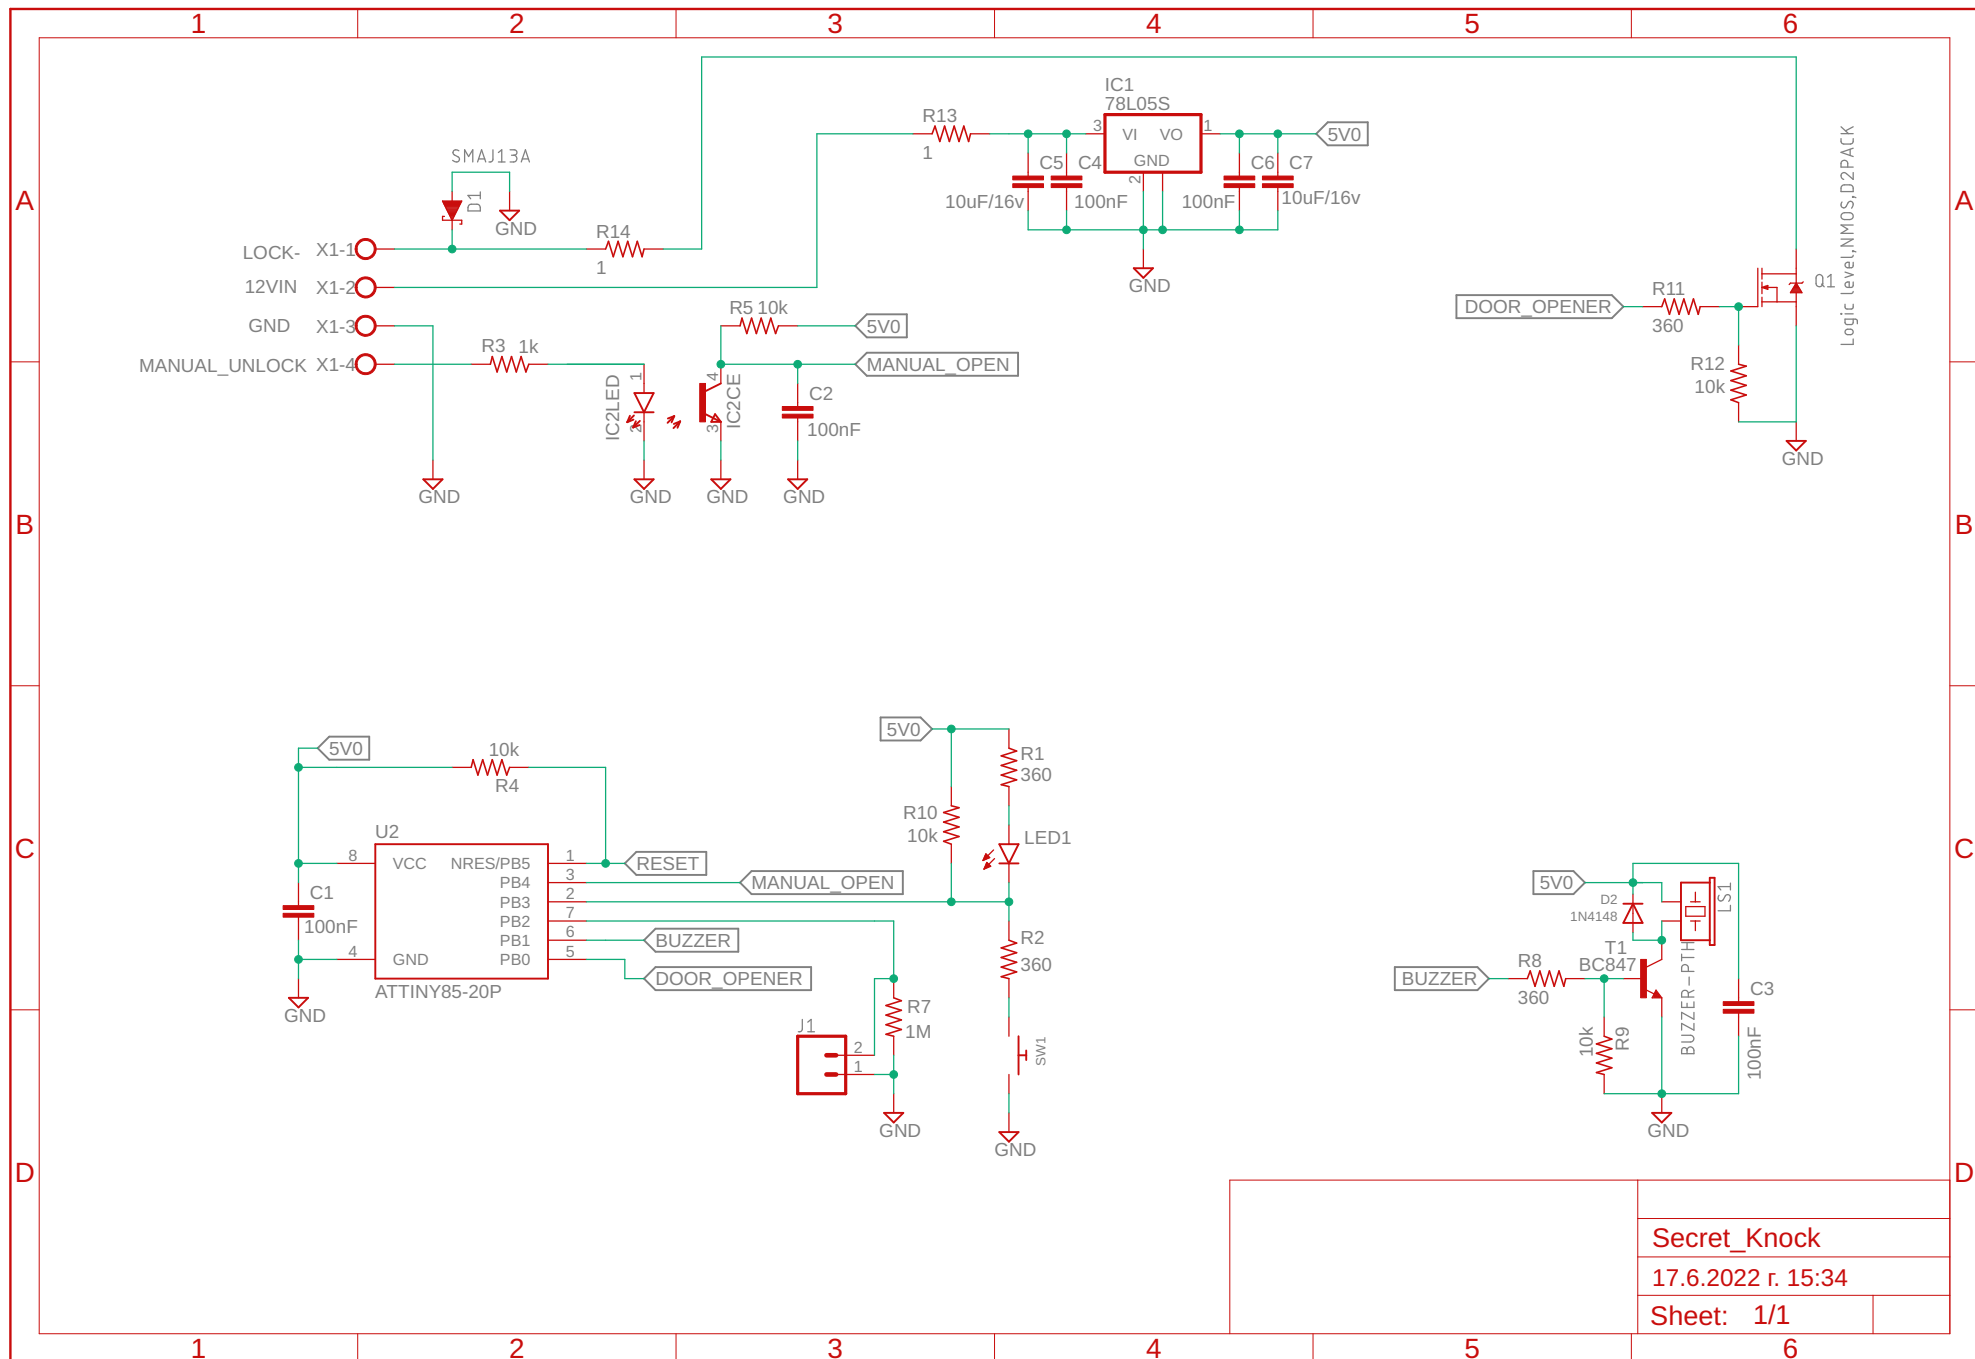 1 2 3 4 5 6
A
B
C
D
A
B
C
D
1 2 3 4 5 6
SMAJ13A
D1
GND
LOCK- X1-1
12VIN X1-2
GND X1-3
MANUAL_UNLOCK X1-4
R14
1
R3 1k
GND
IC2LED
1
2
GND
R5 10k
5V0
MANUAL_OPEN
4
3
IC2CE
GND
C2
100nF
GND
R13
1
IC1
78L05S
3 VI VO 1
GND
2
C5 C4
10uF/16v 100nF
C6 C7
100nF 10uF/16v
5V0
GND
DOOR_OPENER
R11
360
R12
10k
Q1
Logic level,NMOS,D2PACK
GND
5V0
10k
R4
U2
8 VCC NRES/PB5 1
PB4 3
PB3 2
PB2 7
PB1 6
4 GND PB0 5
ATTINY85-20P
C1
100nF
GND
RESET
MANUAL_OPEN
BUZZER
DOOR_OPENER
5V0
R1
360
R10
10k
LED1
R2
360
R7
1M
J1
2
1
GND
SW1
GND
5V0
D2
1N4148
LS1
BUZZER-PTH
T1
BC847
BUZZER
R8
360
10k
R9
C3
100nF
GND
Secret_Knock
17.6.2022 г. 15:34
Sheet: 1/1